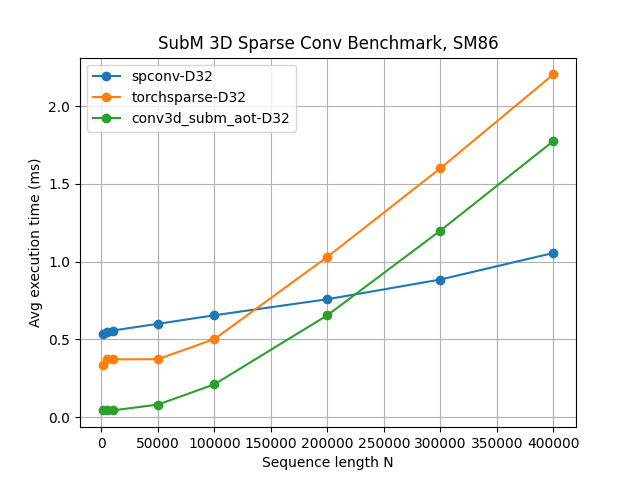 SubM 3D Sparse Conv Benchmark, SM86
spconv-D32
torchsparse-D32
conv3d_subm_aot-D32
Avg execution time (ms)
2.0
1.5
1.0
0.5
0.0
0 50000 100000 150000 200000 250000 300000 350000 400000
Sequence length N